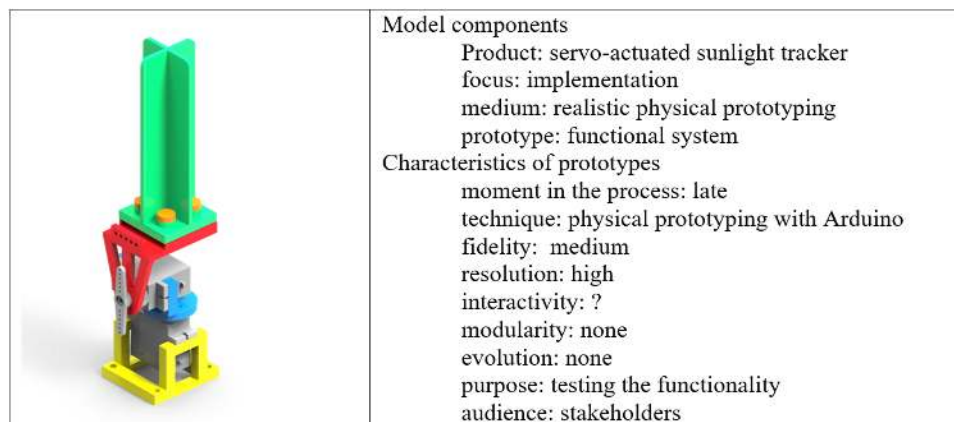 Model components
Product: servo-actuated sunlight tracker
focus: implementation
medium: realistic physical prototyping
prototype: functional system
Characteristics of prototypes
moment in the process: late
technique: physical prototyping with Arduino
fidelity: medium
resolution: high
interactivity: ?
modularity: none
evolution: none
purpose: testing the functionality
audience: stakeholders